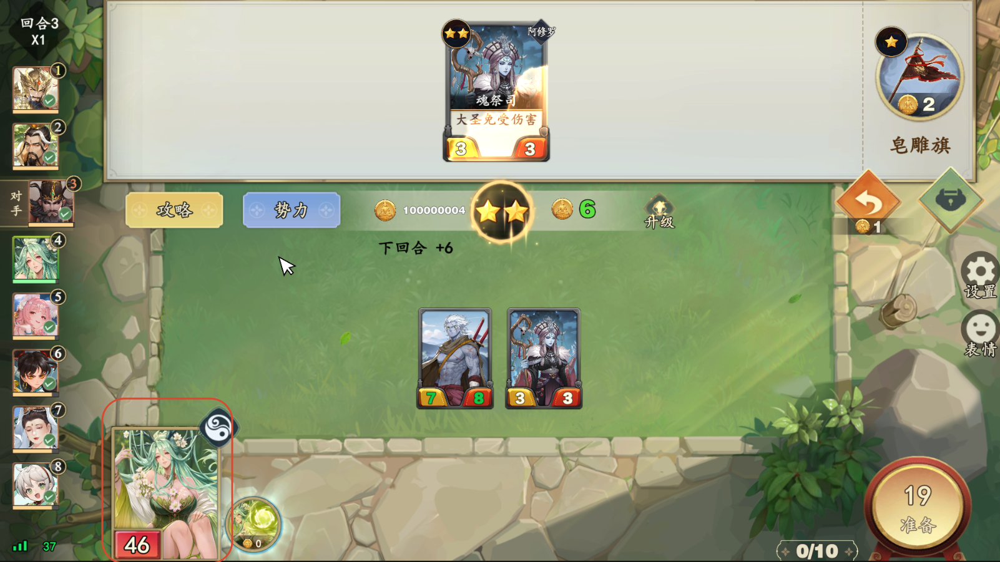 回合3
X1
1
2
对手
3
4
5
6
7
8
37
阿修罗
魂祭司
大圣免受伤害
3
3
2
皂雕旗
攻略
势力
100000004
6
升级
下回合 +6
1
设置
表情
7
8
3
3
46
0
19
准备
0/10